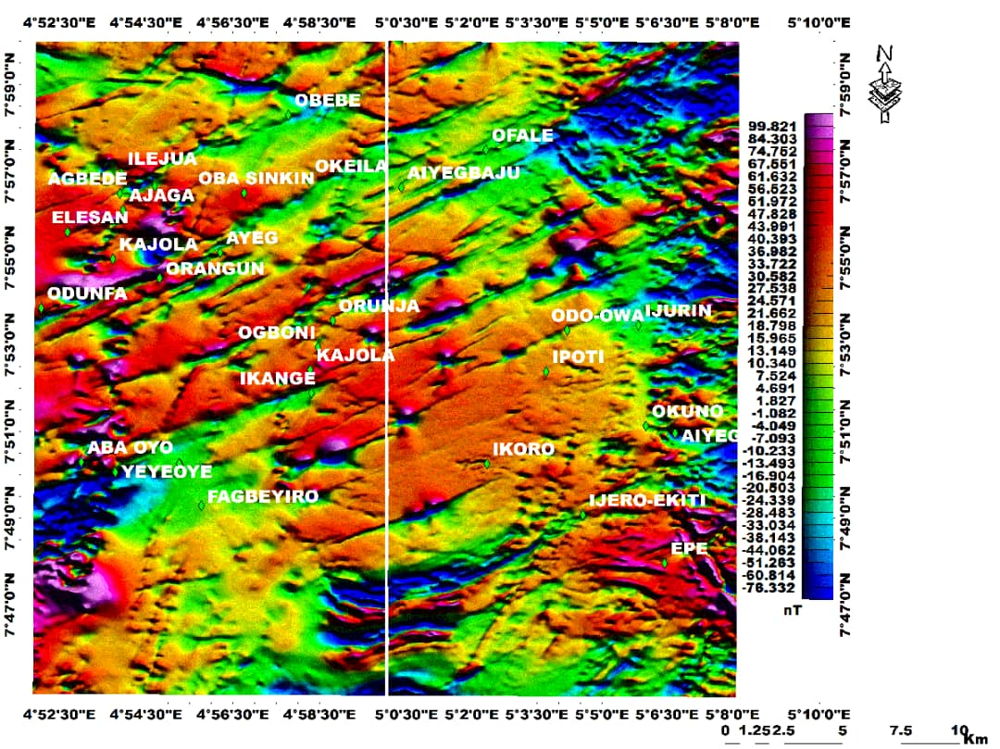 4°52'30"E 4°54'30"E 4°56'30"E 4°58'30"E 5°0'30"E 5°2'0"E 5°3'30"E 5°5'0"E 5°6'30"E 5°8'0"E 5°10'0"E
N
7°59'0"N 7°59'0"N
OBEBE
99.821
OFALE
84.303
74.752
7°57'0"N 7°57'0"N
ILEJUA
67.551
OKEILA
AGBEDE OBA SINKIN AIYEGBAJU
61.632
56.523
AJAGA
51.972
47.828
ELESAN
43.991
AYEG
40.393
KAJOLA
36.982
7°55'0"N 7°55'0"N
33.722
ORANGUN
30.582
27.538
ODUNFA
24.571
ORUNJA
21.662
ODO-OWA IJURIN
18.798
OGBONI
15.965
7°53'0"N 7°53'0"N
13.149
KAJOLA IPOTI
10.340
IKANGE
7.524
4.691
1.827
OKUNO
-1.082
-4.049
AIYEG
-7.093
7°51'0"N 7°51'0"N
ABA OYO IKORO
-10.233
-13.493
YEYEOYE
-16.904
-20.503
FAGBEYIRO IJERO-EKITI
-24.339
-28.483
7°49'0"N 7°49'0"N
-33.034
-38.143
EPE
-44.062
-51.283
-60.814
-76.332
7°47'0"N 7°47'0"N
nT
4°52'30"E 4°54'30"E 4°56'30"E 4°58'30"E 5°0'30"E 5°2'0"E 5°3'30"E 5°5'0"E 5°6'30"E 5°8'0"E 5°10'0"E
0 1.25 2.5 5 7.5 10
Km